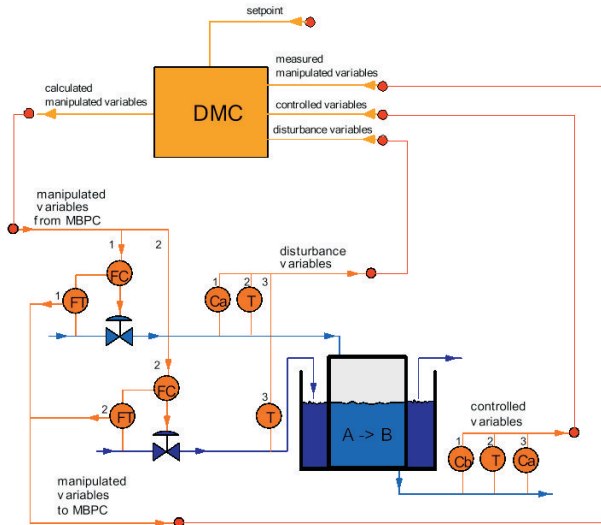 setpoint
measured
manipulated variables
calculated
manipulated variables
controlled variables
DMC
disturbance variables
manipulated
variables
from MBPC
1
2
FC
disturbance
variables
1
2
3
1
FT
Ca
T
2
FC
2
FT
3
T
A -> B
controlled
variables
1
2
3
Cb
T
Ca
manipulated
variables
to MBPC